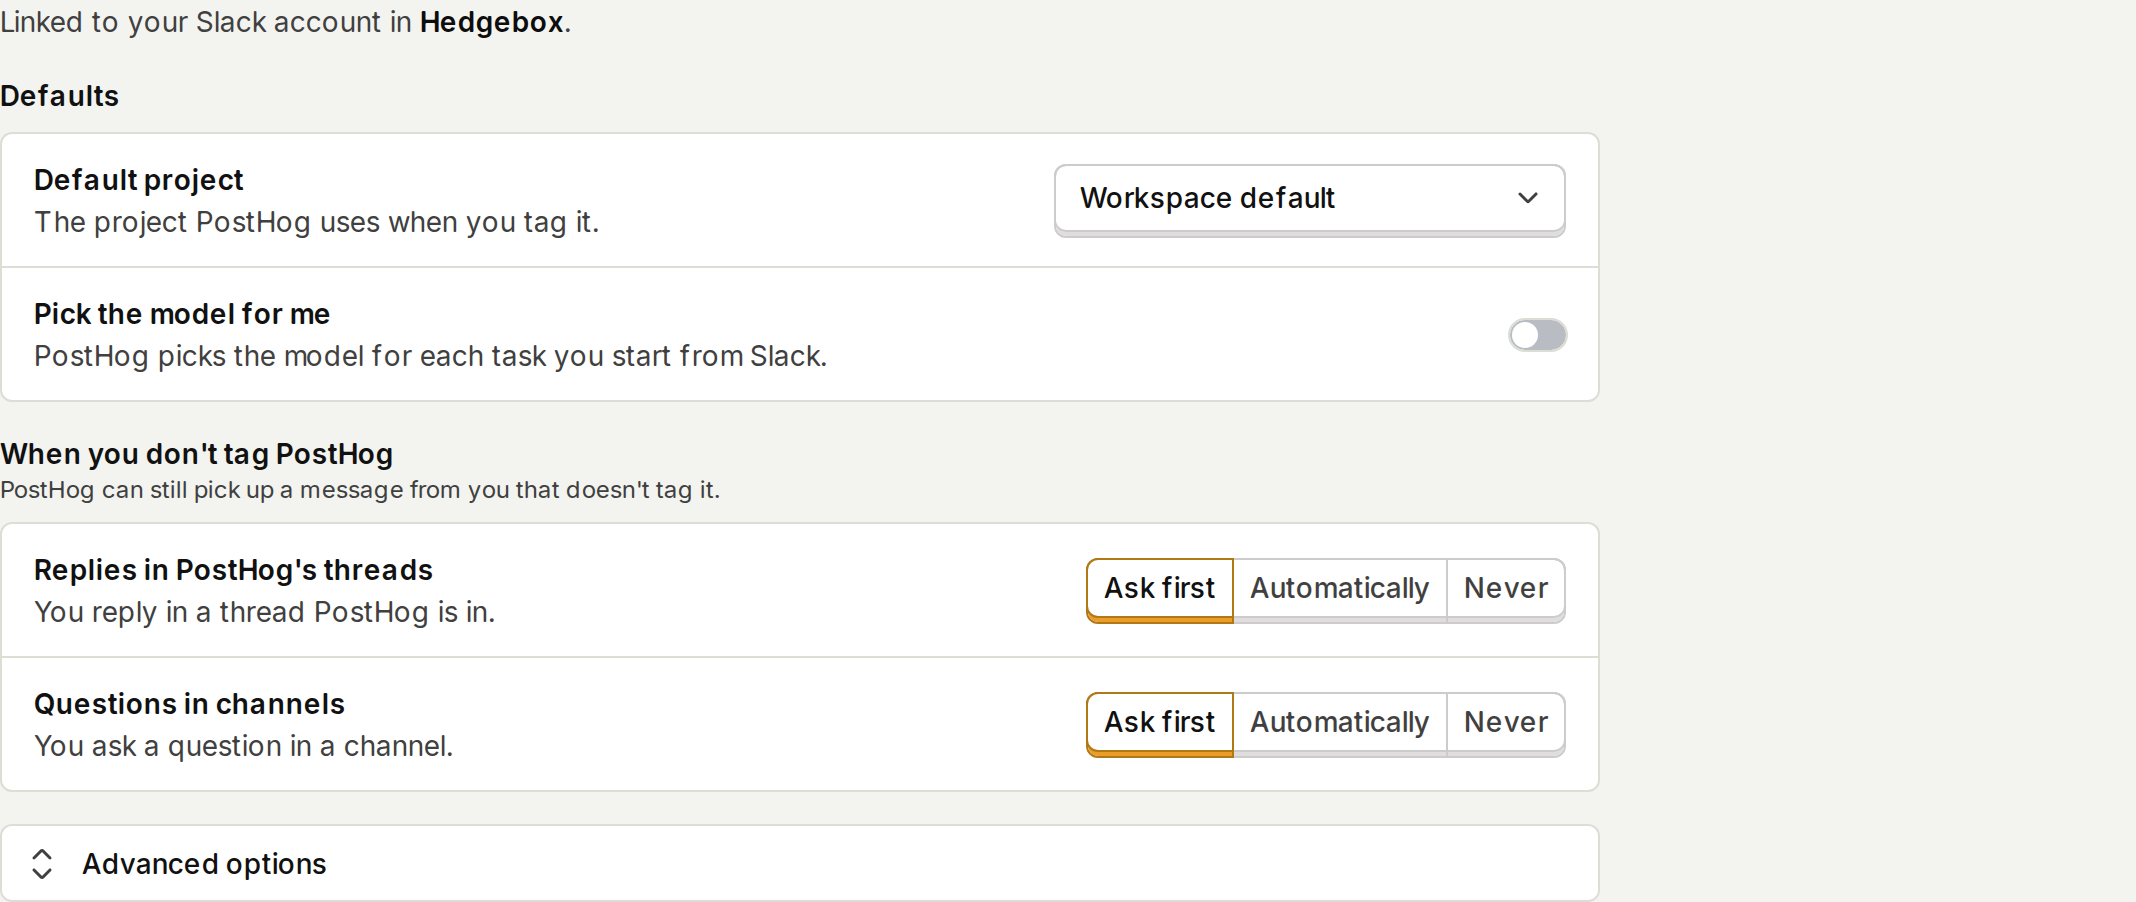 Linked to your Slack account in Hedgebox.
Defaults
Default project
The project PostHog uses when you tag it.
Workspace default
Pick the model for me
PostHog picks the model for each task you start from Slack.
When you don't tag PostHog
PostHog can still pick up a message from you that doesn't tag it.
Replies in PostHog's threads
You reply in a thread PostHog is in.
Ask first Automatically Never
Questions in channels
You ask a question in a channel.
Ask first Automatically Never
Advanced options